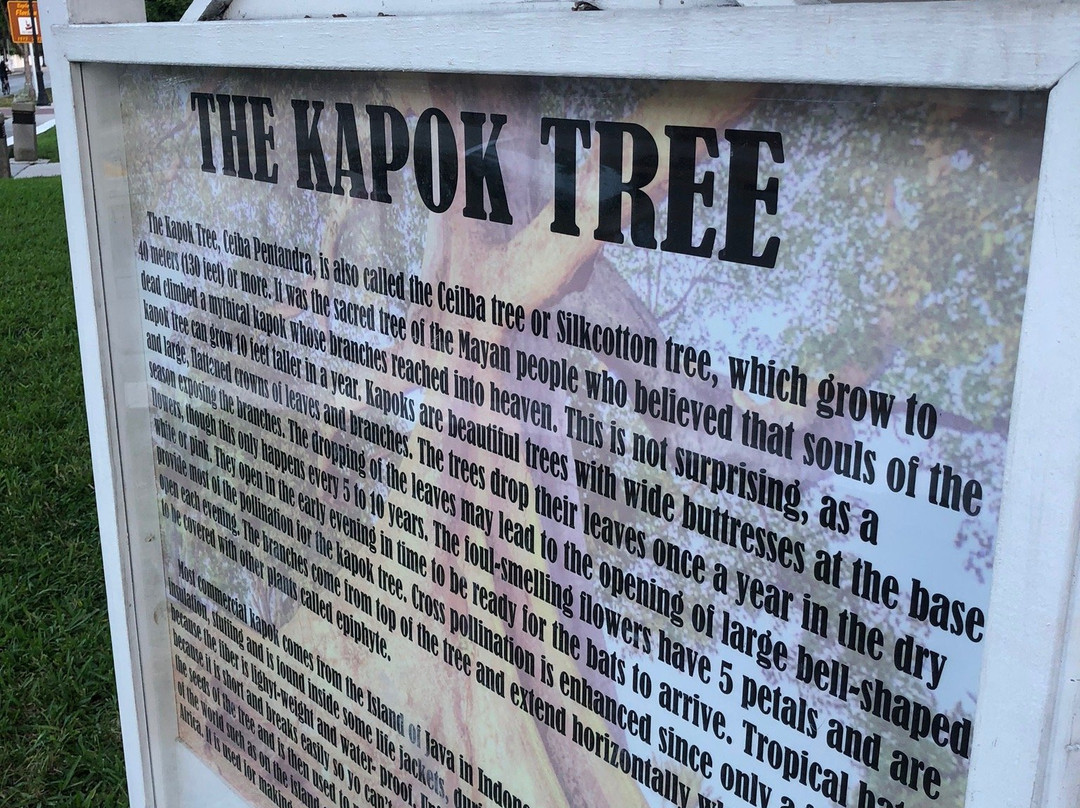 THE KAPOK TREE
The Kapok Tree, Ceiba Pentandra, is also called the Ceilba tree or Silkcotton tree, which grow to
40 meters (130 feet) or more. It was the sacred tree of the Mayan people who believed that souls of the
dead climbed a mythical kapok whose branches reached into heaven. This is not surprising, as a
kapok tree can grow 10 feet taller in a year. Kapoks are beautiful trees with wide buttresses at the base
and large, flattened crowns of leaves and branches. The trees drop their leaves once a year in the dry
season exposing the branches. The dropping of the leaves may lead to the opening of large bell-shaped
flowers, though this only happens every 5 to 10 years. The foul-smelling flowers have 5 petals and are
white or pink. They open in the early evening in time to be ready for the bats to arrive. Tropical
provide most of the pollination for the kapok tree. Cross pollination is enhanced since only a
open each evening. The branches come from top of the tree and extend horizontally
to be covered with other plants called epiphyte.
Most commercial kapok comes from the Island of Java in
insulation, stuffing and is found inside some life jackets,
because the fiber is lighyt-weight and water- proof.
because it is short and breaks easily so yo can't
the seeds of the tree and is then used to
of the world such as on the island
Africa. It is used for
used for making